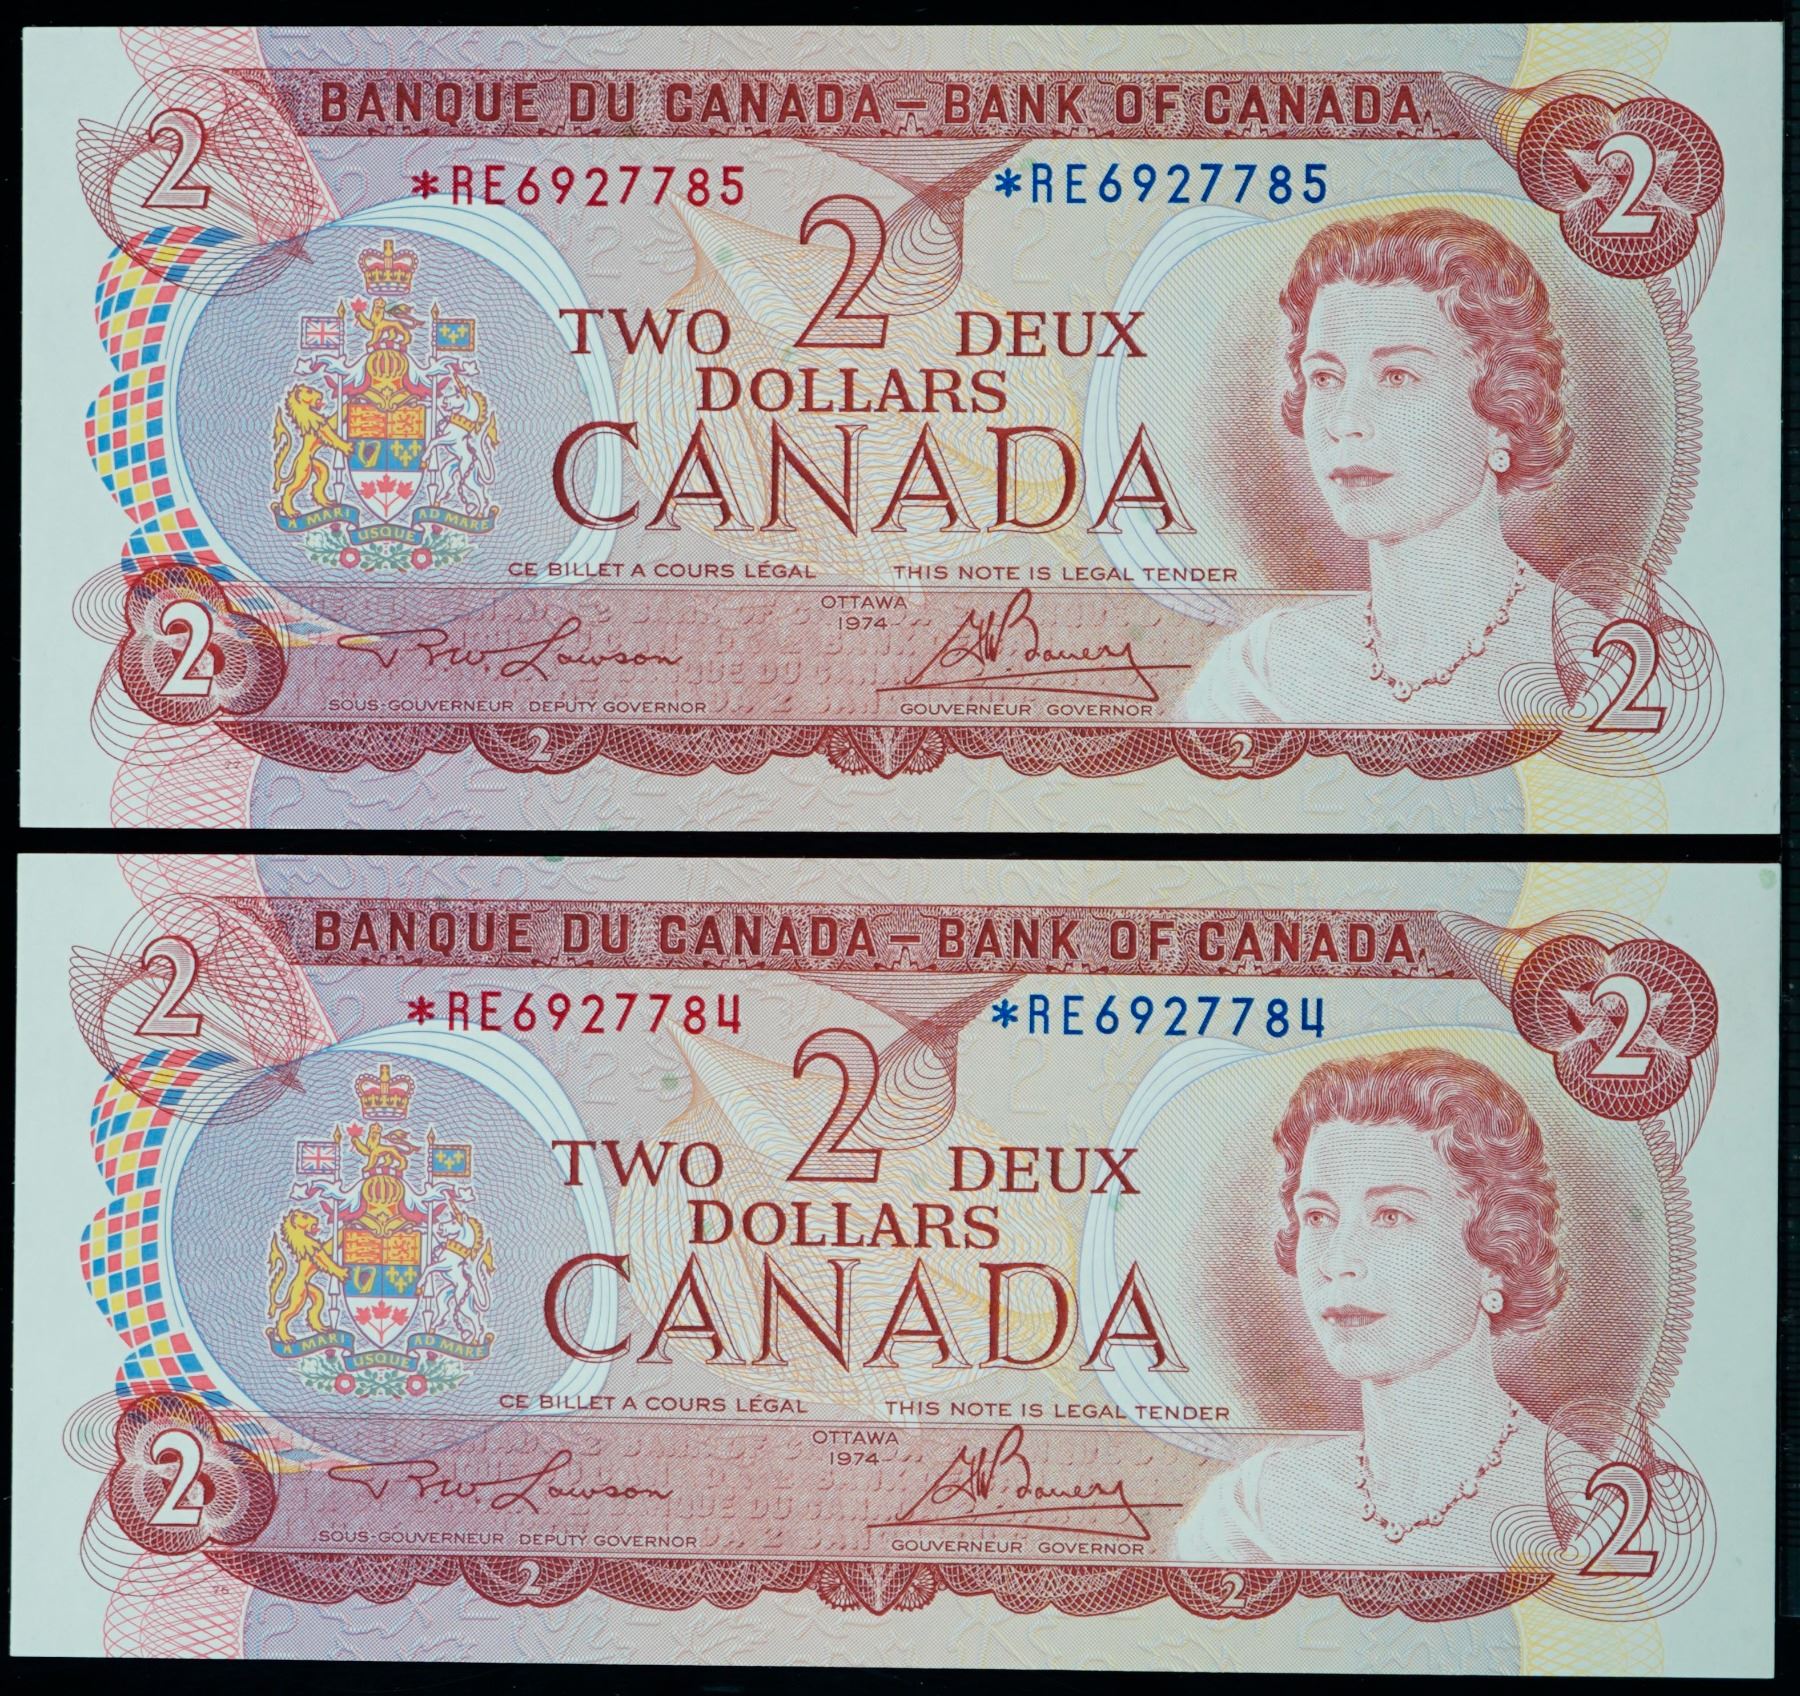 BANQUE DU CANADA – BANK OF CANADA
2 2
*RE6927785 *RE6927785
2
TWO DEUX
DOLLARS
CANADA
A MARI USQUE AD MARE
CE BILLET A COURS LÉGAL THIS NOTE IS LEGAL TENDER
OTTAWA
1974
2 2
R.W. Lawson G.K. Bouey
SOUS-GOUVERNEUR DEPUTY GOVERNOR GOUVERNEUR GOVERNOR
2 2
BANQUE DU CANADA – BANK OF CANADA
2 2
*RE6927784 *RE6927784
2
TWO DEUX
DOLLARS
CANADA
A MARI USQUE AD MARE
CE BILLET A COURS LÉGAL THIS NOTE IS LEGAL TENDER
OTTAWA
1974
2 2
R.W. Lawson G.K. Bouey
SOUS-GOUVERNEUR DEPUTY GOVERNOR GOUVERNEUR GOVERNOR
2 2